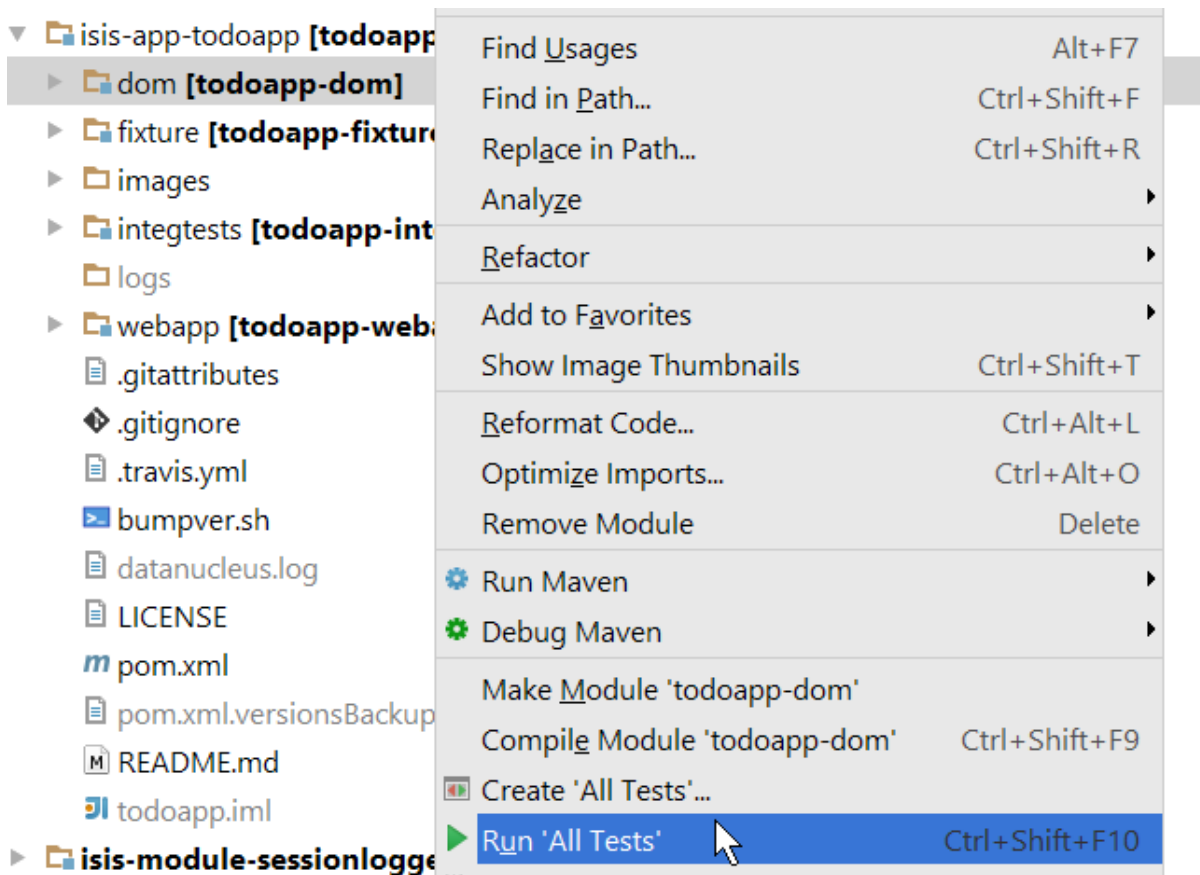 isis-app-todoapp [todoapp
dom [todoapp-dom]
fixture [todoapp-fixture
images
integtests [todoapp-int
logs
webapp [todoapp-weba
.gitattributes
.gitignore
.travis.yml
bumpver.sh
datanucleus.log
LICENSE
pom.xml
pom.xml.versionsBackup
README.md
todoapp.iml
isis-module-sessionlogge
Find Usages Alt+F7
Find in Path... Ctrl+Shift+F
Replace in Path... Ctrl+Shift+R
Analyze
Refactor
Add to Favorites
Show Image Thumbnails Ctrl+Shift+T
Reformat Code... Ctrl+Alt+L
Optimize Imports... Ctrl+Alt+O
Remove Module Delete
Run Maven
Debug Maven
Make Module 'todoapp-dom'
Compile Module 'todoapp-dom' Ctrl+Shift+F9
Create 'All Tests'...
Run 'All Tests' Ctrl+Shift+F10